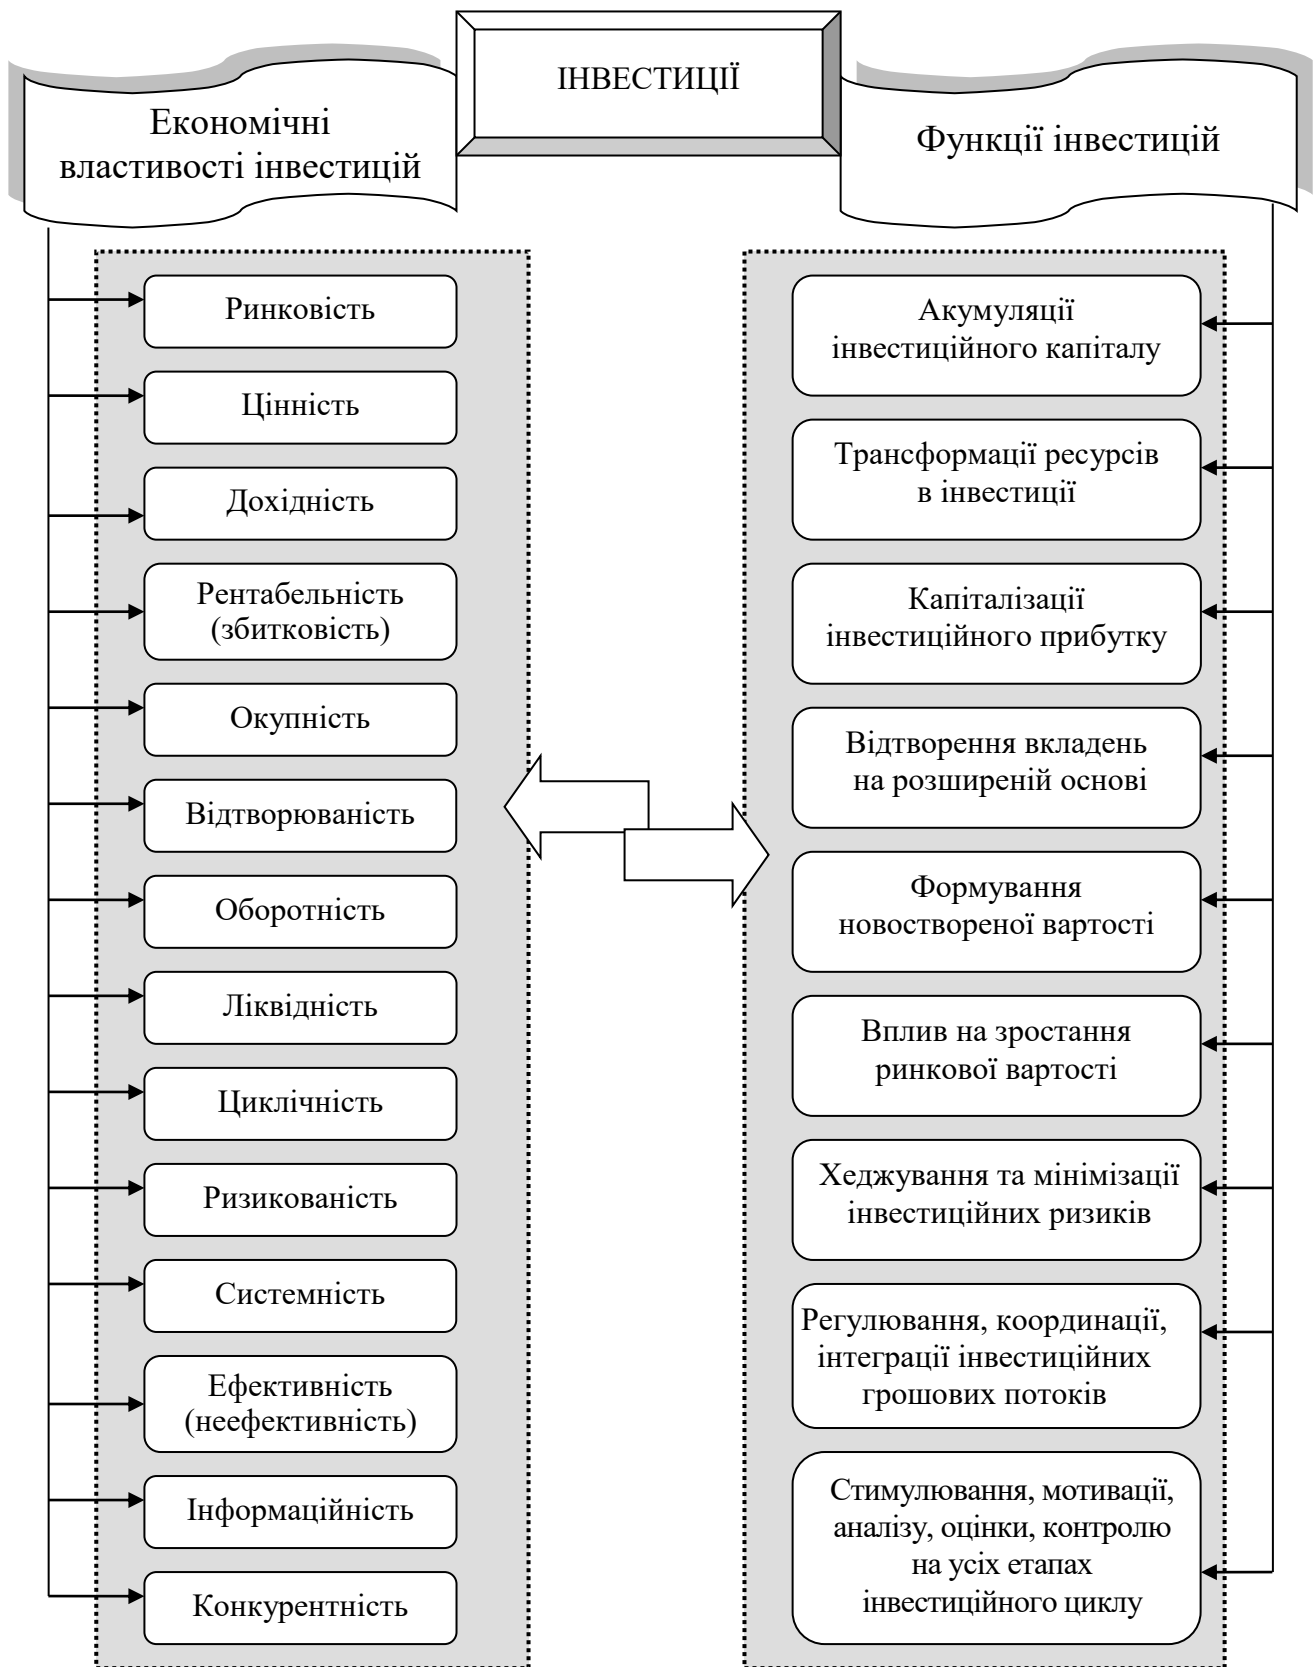 ІНВЕСТИЦІЇ
Економічні
властивості інвестицій
Ринковість
Цінність
Дохідність
Рентабельність
(збитковість)
Окупність
Відтворюваність
Оборотність
Ліквідність
Циклічність
Ризикованість
Системність
Ефективність
(неефективність)
Інформаційність
Конкурентність
Функції інвестицій
Акумуляції
інвестиційного капіталу
Трансформації ресурсів
в інвестиції
Капіталізації
інвестиційного прибутку
Відтворення вкладень
на розширеній основі
Формування
новоствореної вартості
Вплив на зростання
ринкової вартості
Хеджування та мінімізації
інвестиційних ризиків
Регулювання, координації,
інтеграції інвестиційних
грошових потоків
Стимулювання, мотивації,
аналізу, оцінки, контролю
на усіх етапах
інвестиційного циклу